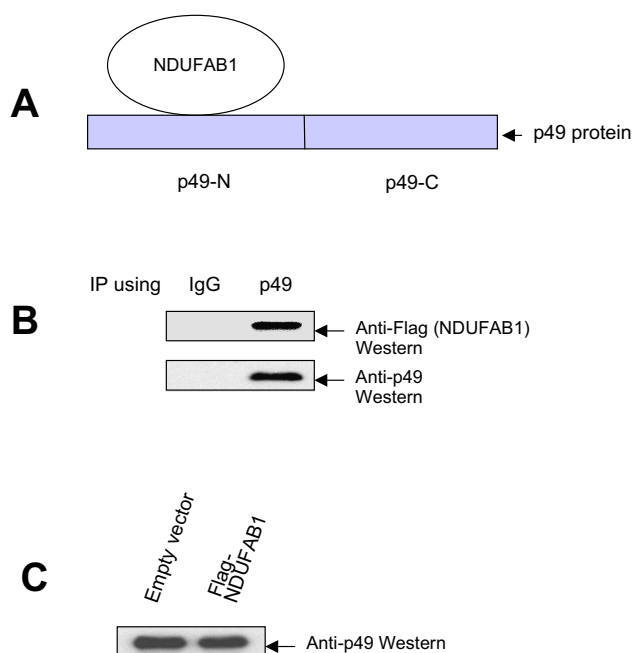 A
NDUFAB1
p49 protein
p49-N
p49-C
B
IP using
IgG
p49
Anti-Flag (NDUFAB1)
Western
Anti-p49
Western
C
Empty vector
Flag-
NDUFAB1
Anti-p49 Western